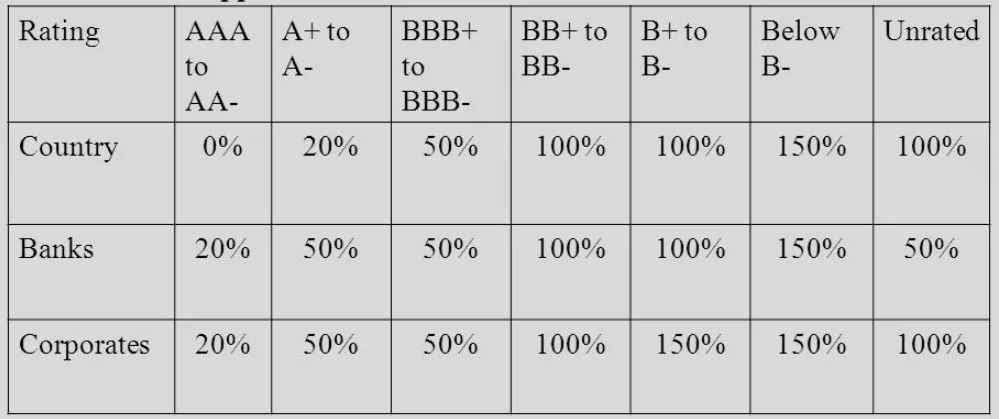 Rating AAA to AA- A+ to A- BBB+ to BBB- BB+ to BB- B+ to B- Below B- Unrated
Country 0% 20% 50% 100% 100% 150% 100%
Banks 20% 50% 50% 100% 100% 150% 50%
Corporates 20% 50% 50% 100% 150% 150% 100%